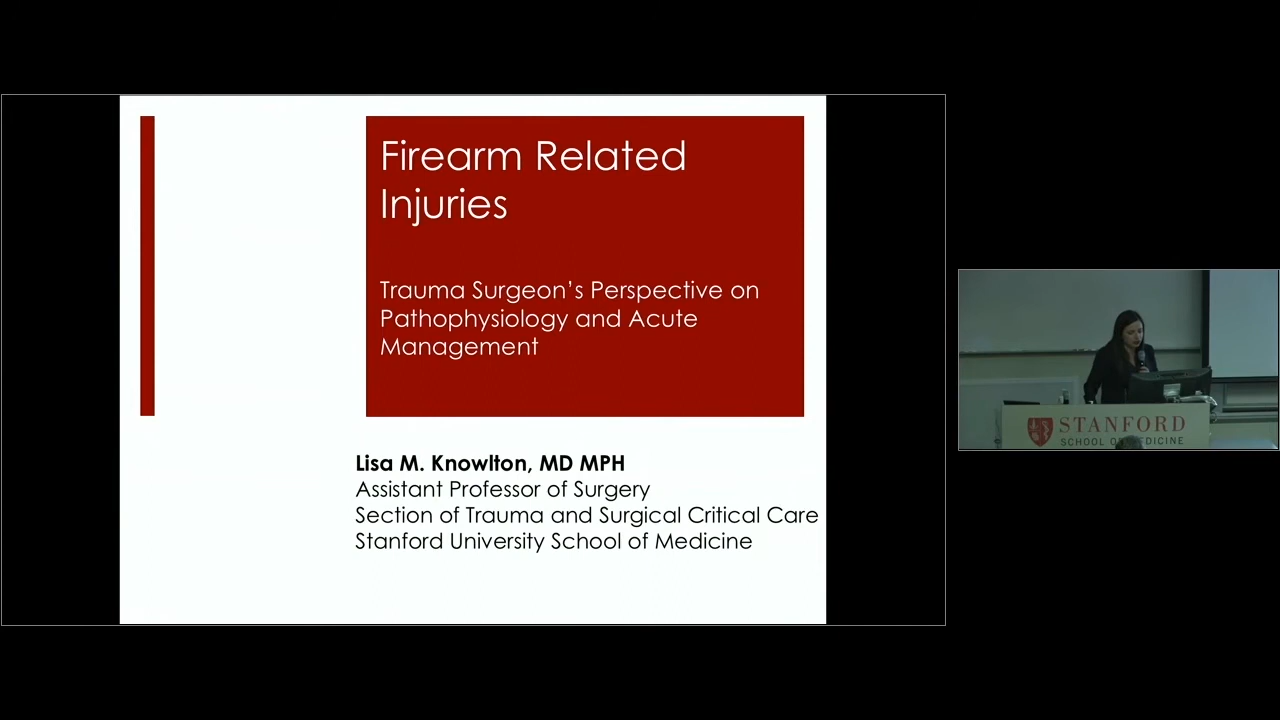 Firearm Related
Injuries
Trauma Surgeon's Perspective on
Pathophysiology and Acute
Management
Lisa M. Knowlton, MD MPH
Assistant Professor of Surgery
Section of Trauma and Surgical Critical Care
Stanford University School of Medicine
STANFORD
SCHOOL OF MEDICINE